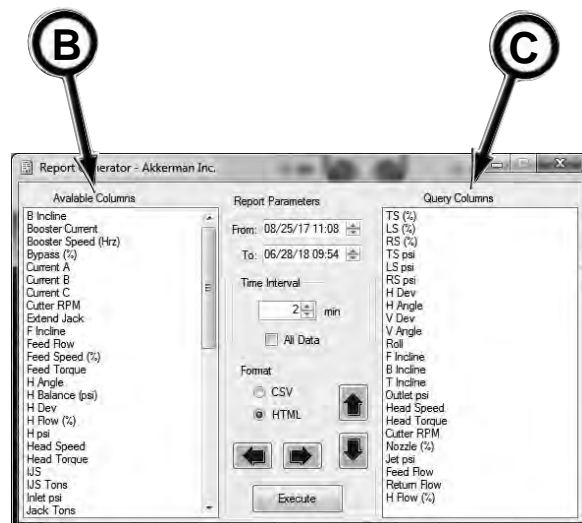 B
C
Report Generator - Akkerman Inc.
Avalable Columns
B Incline
Booster Current
Booster Speed (Hrz)
Bypass (%)
Current A
Current B
Current C
Cutter RPM
Extend Jack
F Incline
Feed Flow
Feed Speed (%)
Feed Torque
H Angle
H Balance (psi)
H Dev
H Flow (%)
H psi
Head Speed
Head Torque
IJS
IJS Tons
Inlet psi
Jack Tons
Report Parameters
From: 08/25/17 11:08
To: 06/28/18 09:54
Time Interval
2 min
All Data
Format
CSV
HTML
Execute
Query Columns
TS (%)
LS (%)
RS (%)
TS psi
LS psi
RS psi
H Dev
H Angle
V Dev
V Angle
Roll
F Incline
B Incline
T Incline
Outlet psi
Head Speed
Head Torque
Cutter RPM
Nozzle (%)
Jet psi
Feed Flow
Return Flow
H Flow (%)